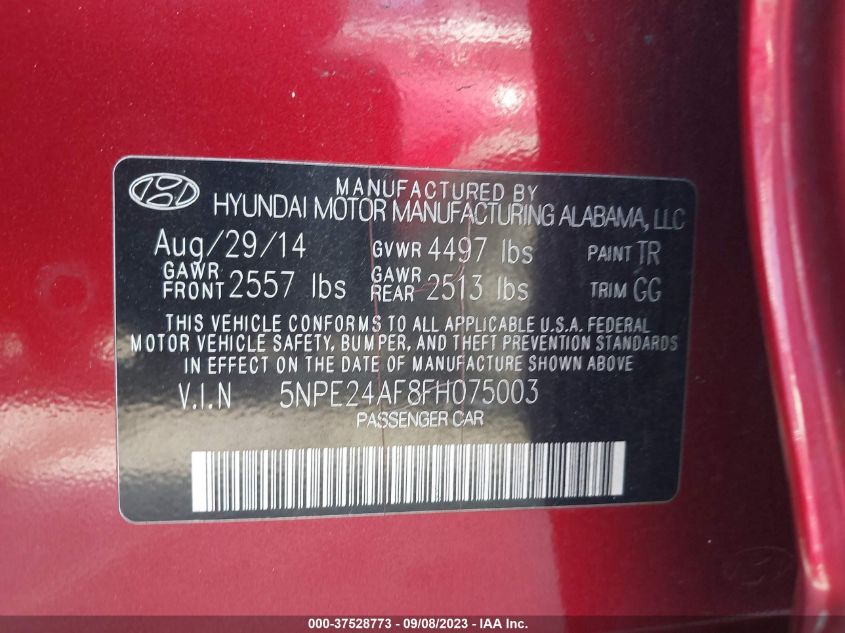 MANUFACTURED BY
HYUNDAI MOTOR MANUFACTURING ALABAMA, LLC
Aug/29/14 GVWR 4497 lbs PAINT TR
GAWR FRONT 2557 lbs GAWR REAR 2513 lbs TRIM GG
THIS VEHICLE CONFORMS TO ALL APPLICABLE U.S.A. FEDERAL
MOTOR VEHICLE SAFETY, BUMPER, AND THEFT PREVENTION STANDARDS
IN EFFECT ON THE DATE OF MANUFACTURE SHOWN ABOVE
V.I.N 5NPE24AF8FH075003
PASSENGER CAR
000-37528773 - 09/08/2023 - IAA Inc.